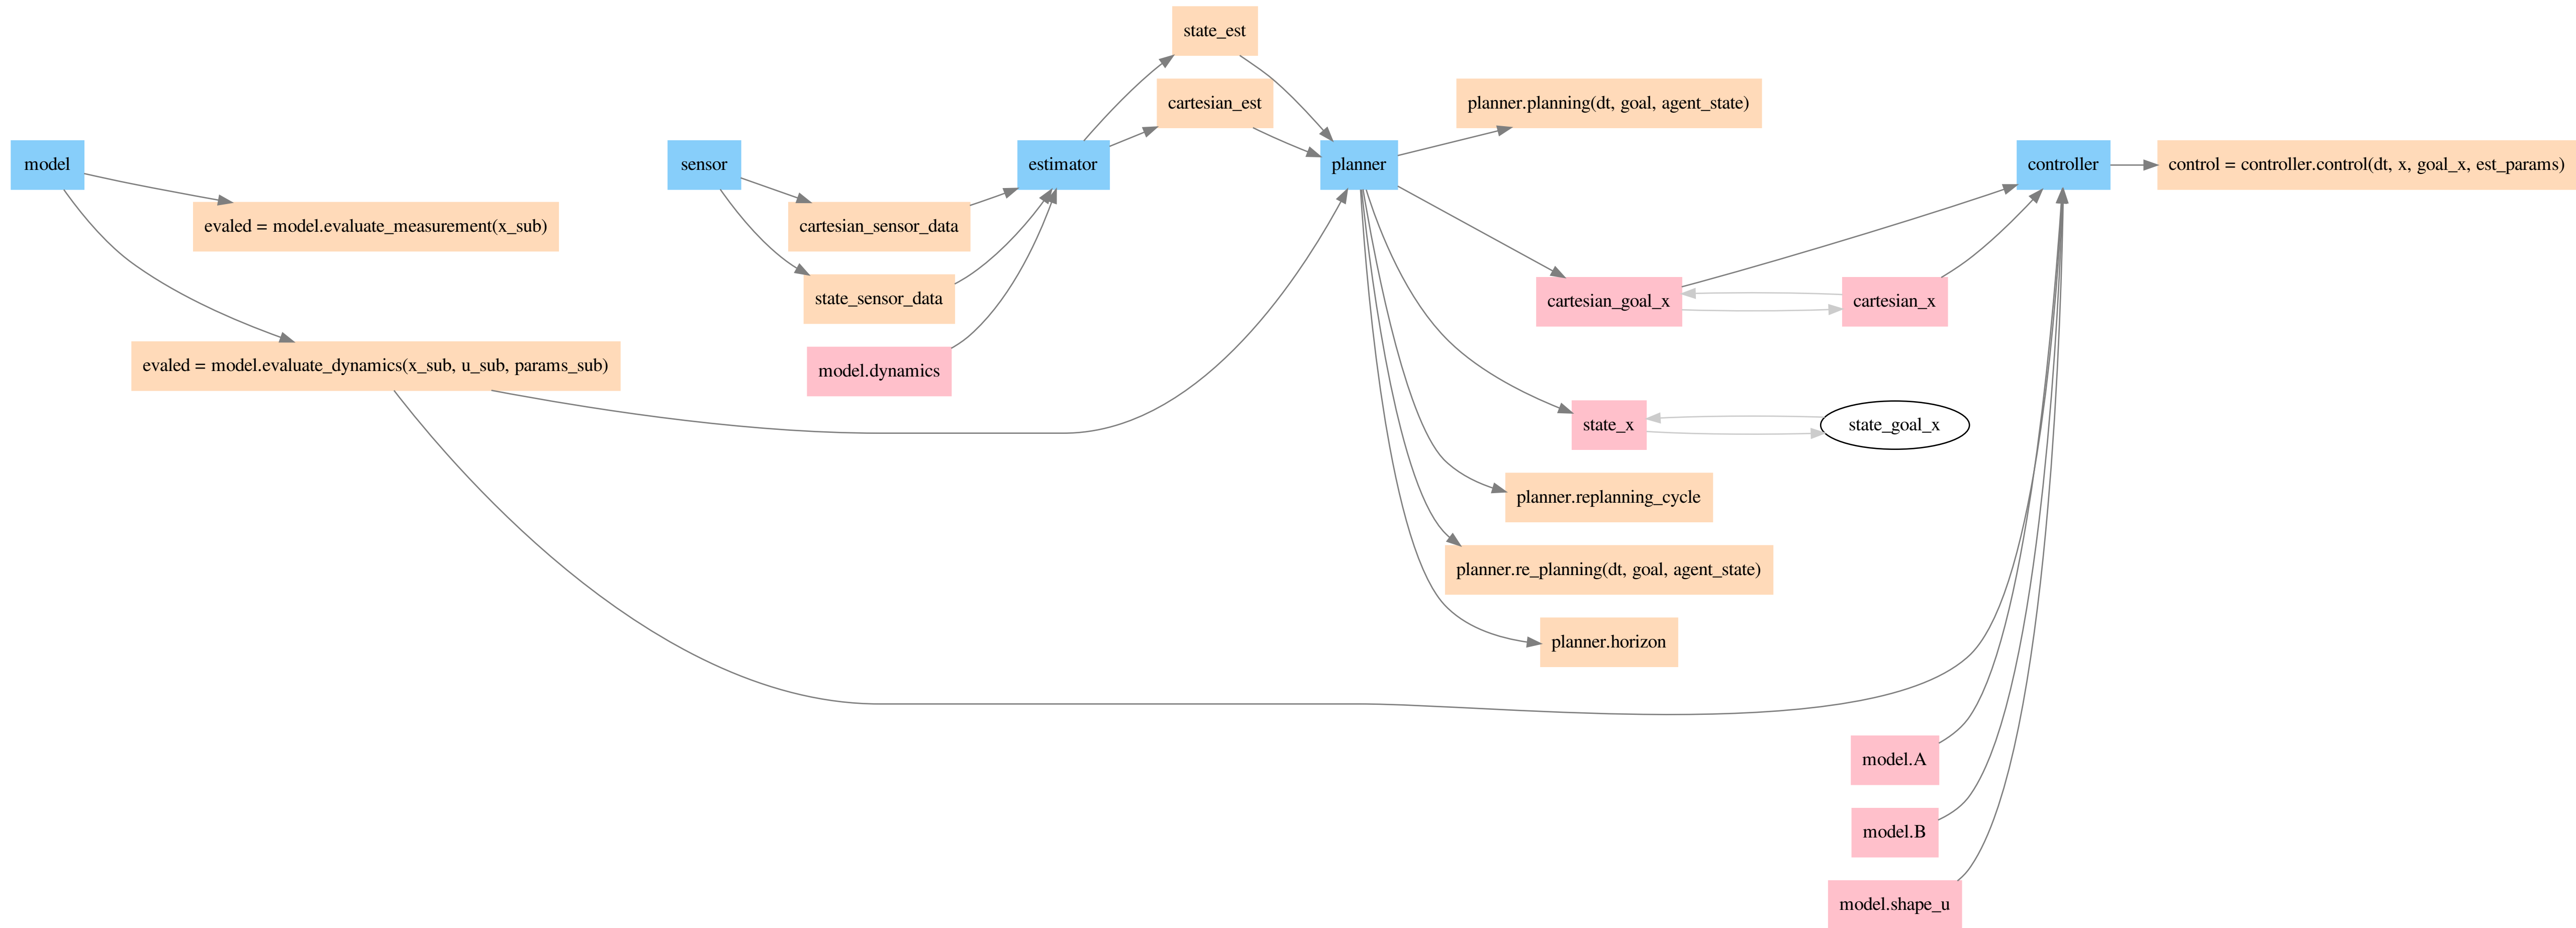 state_est
cartesian_est
planner.planning(dt, goal, agent_state)
model
sensor
estimator
planner
controller
control = controller.control(dt, x, goal_x, est_params)
evaled = model.evaluate_measurement(x_sub)
cartesian_sensor_data
state_sensor_data
cartesian_goal_x
cartesian_x
evaled = model.evaluate_dynamics(x_sub, u_sub, params_sub)
model.dynamics
state_x
state_goal_x
planner.replanning_cycle
planner.re_planning(dt, goal, agent_state)
planner.horizon
model.A
model.B
model.shape_u